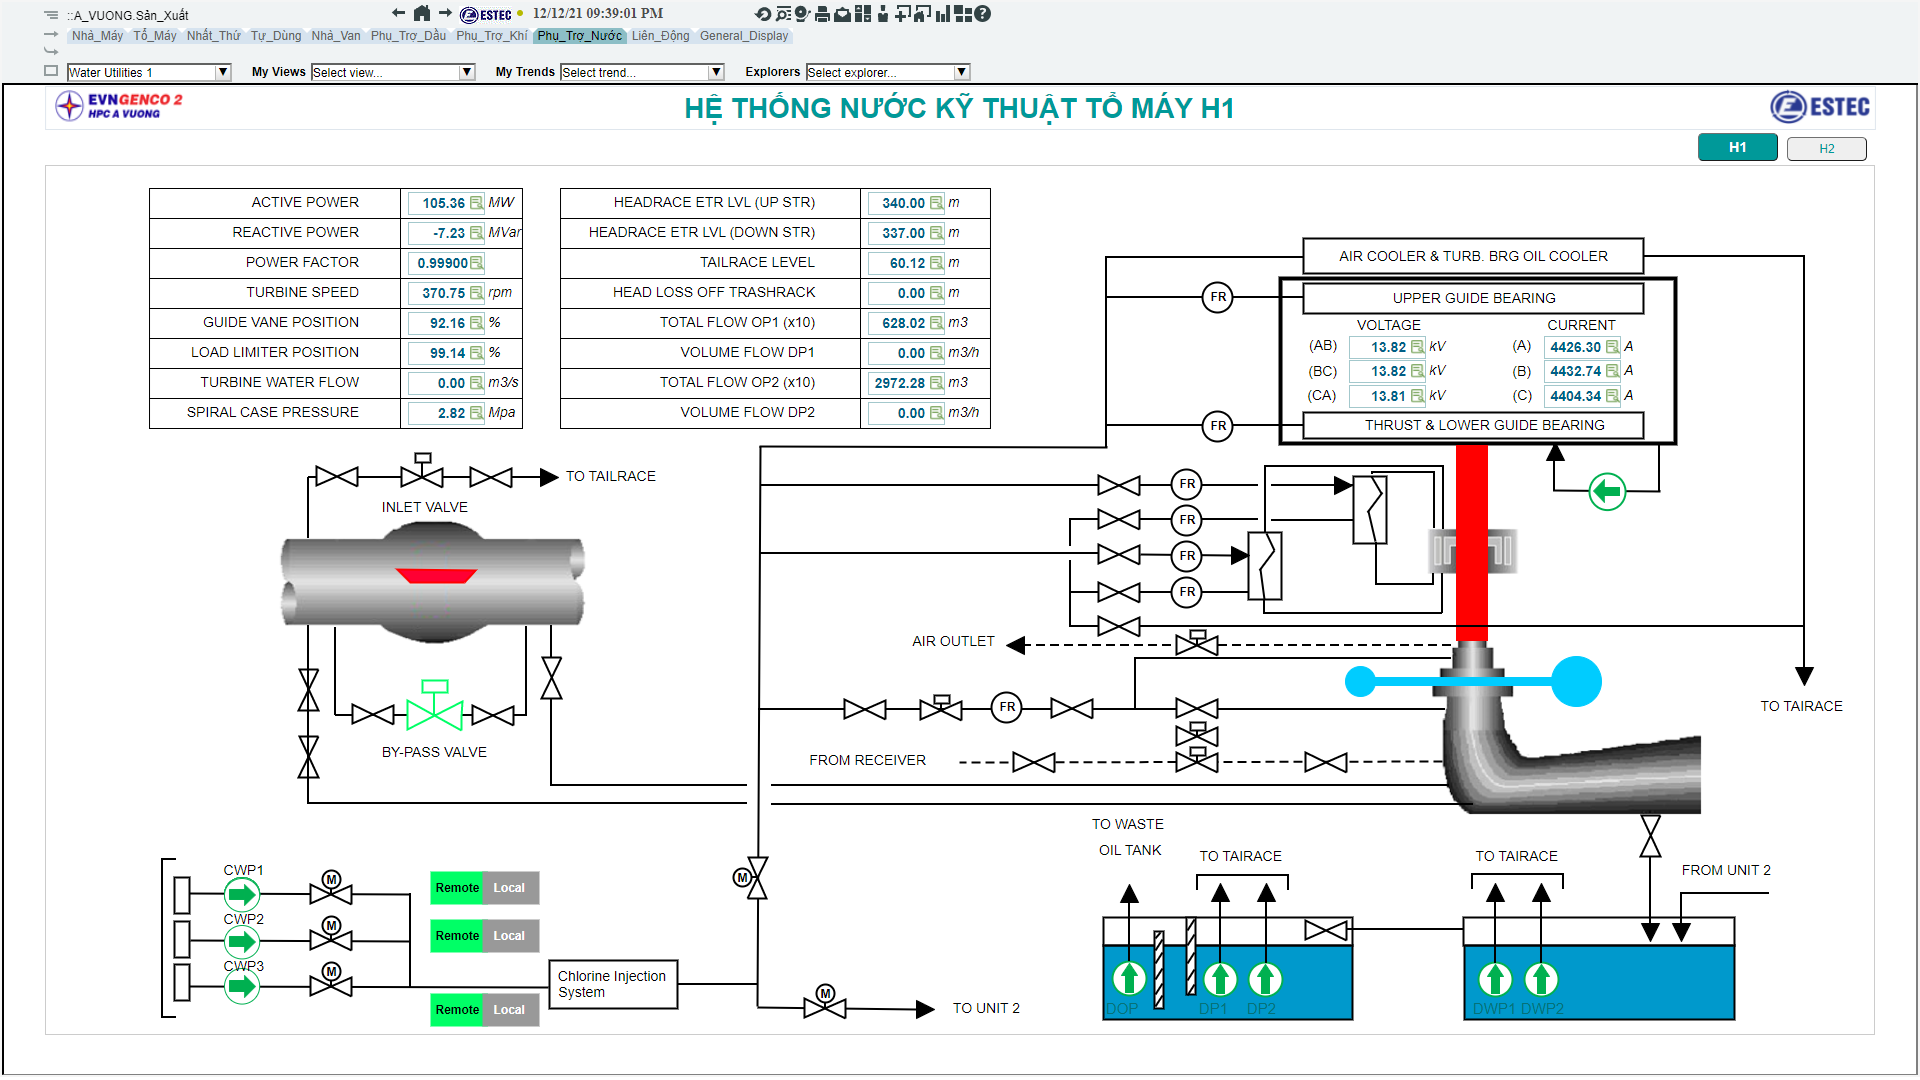 ::A_VUONG.Sản_Xuất
ESTEC
12/12/21 09:39:01 PM
Nhà_Máy Tổ_Máy Nhất_Thứ Tự_Dùng Nhà_Van Phụ_Trợ_Dầu Phụ_Trợ_Khí Phụ_Trợ_Nước Liên_Động General_Display
Water Utilities 1 My Views Select view... My Trends Select trend... Explorers Select explorer...
EVNGENCO 2
HPC A VUONG
HỆ THỐNG NƯỚC KỸ THUẬT TỔ MÁY H1
ESTEC
H1 H2
ACTIVE POWER 105.36 MW
REACTIVE POWER -7.23 MVar
POWER FACTOR 0.99900
TURBINE SPEED 370.75 rpm
GUIDE VANE POSITION 92.16 %
LOAD LIMITER POSITION 99.14 %
TURBINE WATER FLOW 0.00 m3/s
SPIRAL CASE PRESSURE 2.82 Mpa
HEADRACE ETR LVL (UP STR) 340.00 m
HEADRACE ETR LVL (DOWN STR) 337.00 m
TAILRACE LEVEL 60.12 m
HEAD LOSS OFF TRASHRACK 0.00 m
TOTAL FLOW OP1 (x10) 628.02 m3
VOLUME FLOW DP1 0.00 m3/h
TOTAL FLOW OP2 (x10) 2972.28 m3
VOLUME FLOW DP2 0.00 m3/h
AIR COOLER & TURB. BRG OIL COOLER
FR
UPPER GUIDE BEARING
VOLTAGE CURRENT
(AB) 13.82 kV (A) 4426.30 A
(BC) 13.82 kV (B) 4432.74 A
(CA) 13.81 kV (C) 4404.34 A
FR
THRUST & LOWER GUIDE BEARING
TO TAILRACE
INLET VALVE
FR
FR
FR
FR
AIR OUTLET
FR
TO TAIRACE
BY-PASS VALVE
FROM RECEIVER
TO WASTE
OIL TANK
TO TAIRACE
TO TAIRACE
FROM UNIT 2
CWP1
M
Remote Local
M
CWP2
M
Remote Local
CWP3
M
Chlorine Injection
System
Remote Local
M
TO UNIT 2
DOP DP1 DP2
DWP1 DWP2